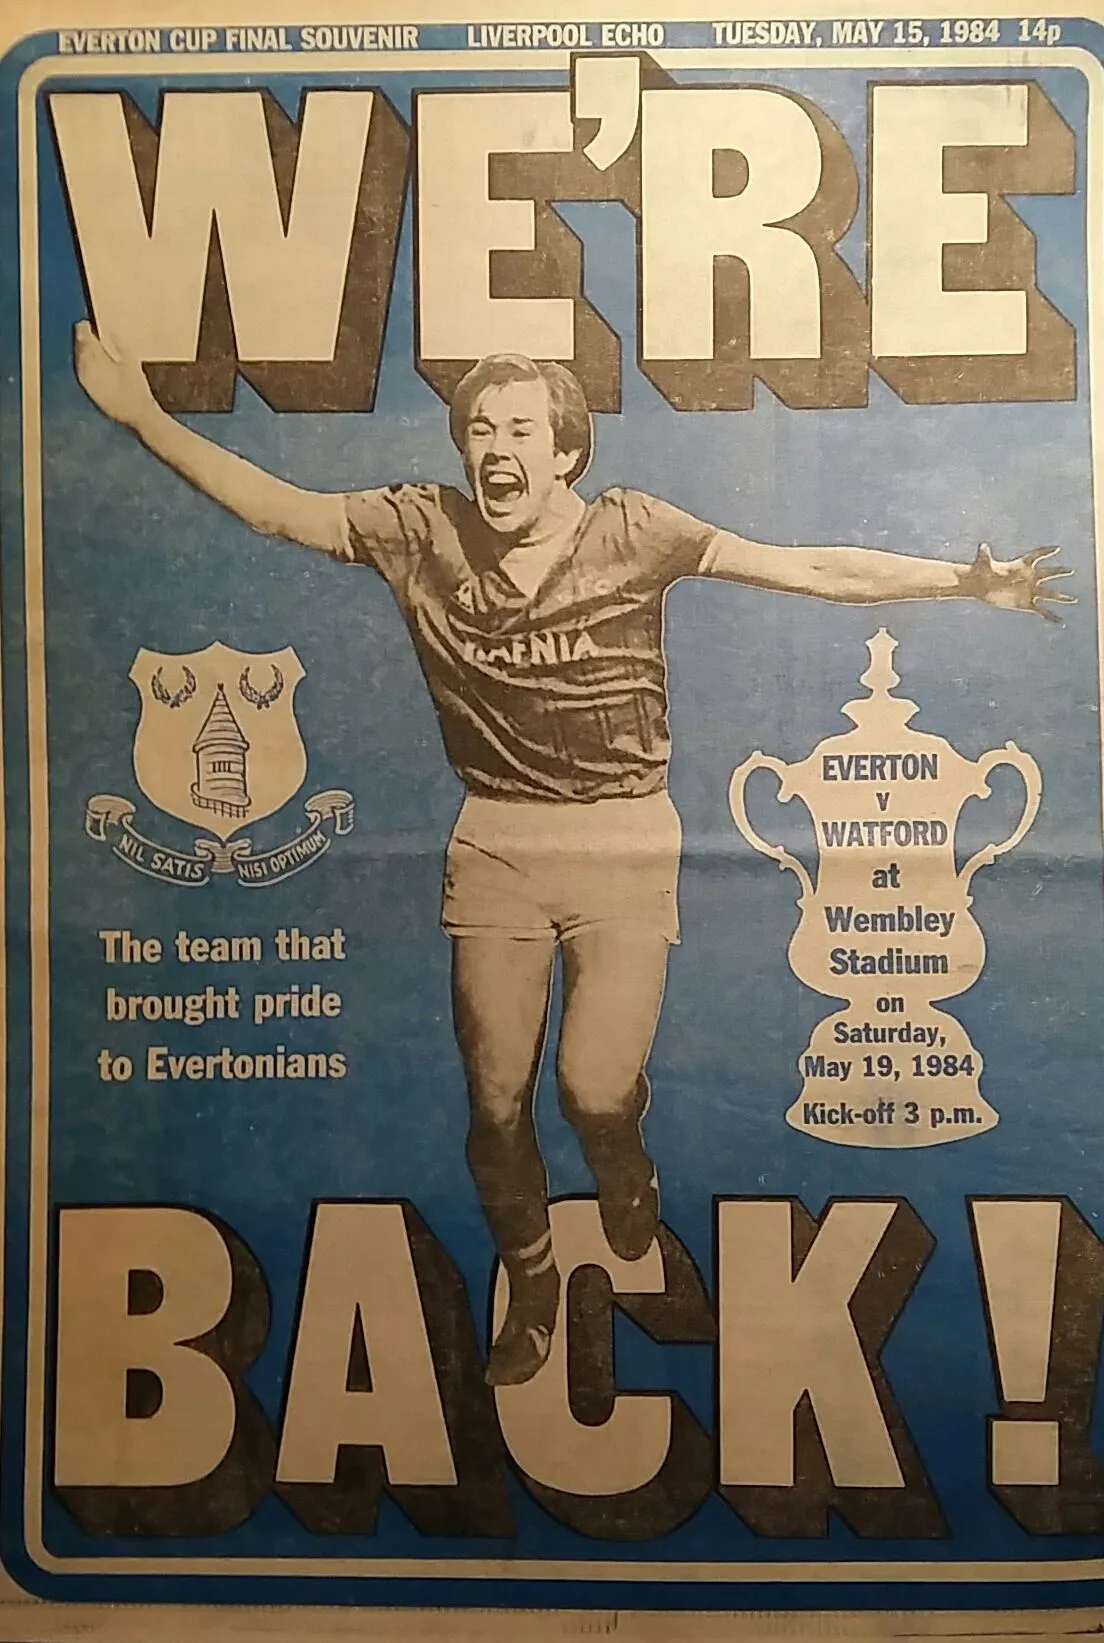 EVERTON CUP FINAL SOUVENIR LIVERPOOL ECHO TUESDAY, MAY 15, 1984 14p
WE'RE
NIL SATIS NISI OPTIMUM
The team that
brought pride
to Evertonians
EVERTON
v
WATFORD
at
Wembley
Stadium
on
Saturday,
May 19, 1984
Kick-off 3 p.m.
BACK!